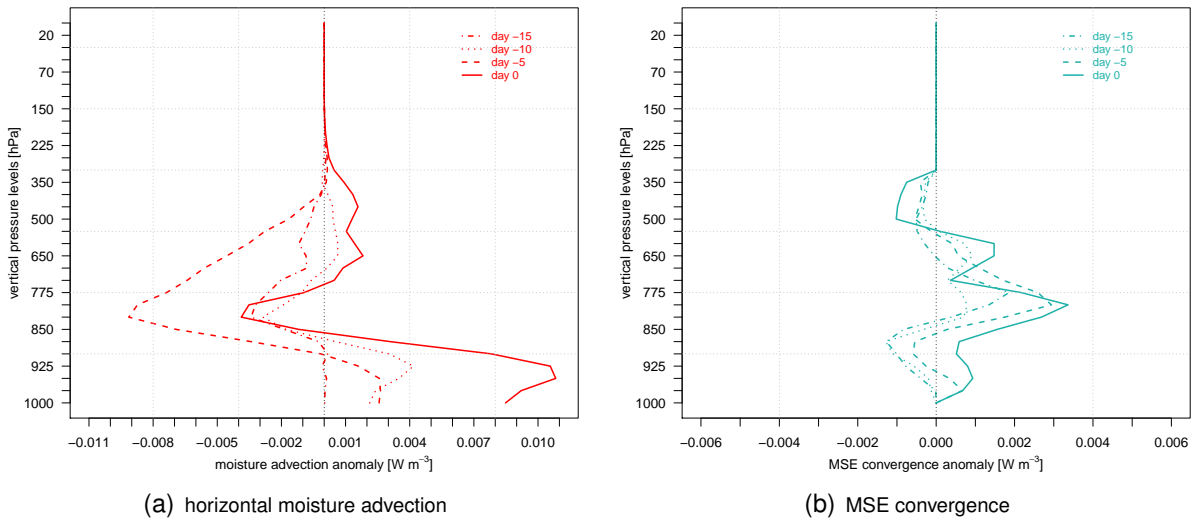 20
70
150
225
350
500
650
775
850
925
1000
vertical pressure levels [hPa]
day −15
day −10
day −5
day 0
−0.011 −0.008 −0.005 −0.002 0.001 0.004 0.007 0.010
moisture advection anomaly [W m⁻³]
(a) horizontal moisture advection
20
70
150
225
350
500
650
775
850
925
1000
vertical pressure levels [hPa]
day −15
day −10
day −5
day 0
−0.006 −0.004 −0.002 0.000 0.002 0.004 0.006
MSE convergence anomaly [W m⁻³]
(b) MSE convergence